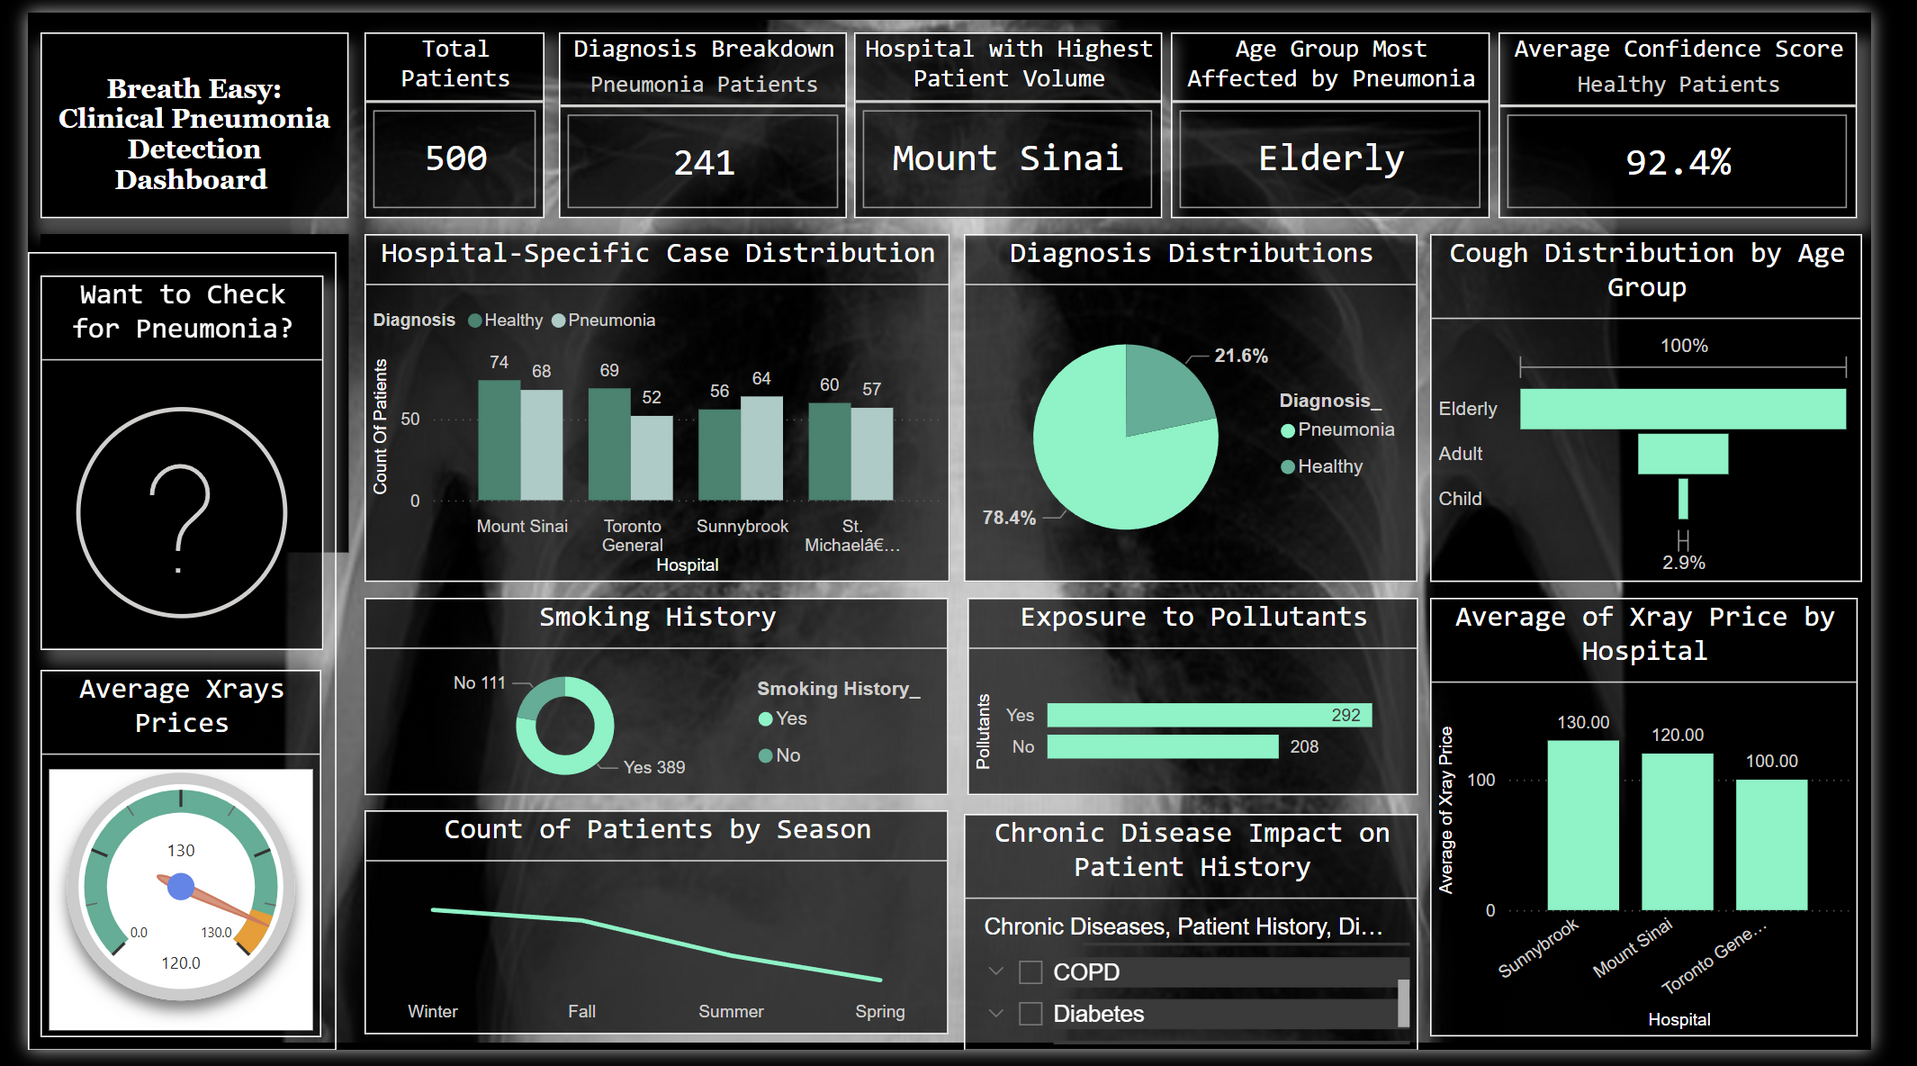 Breath Easy:
Clinical Pneumonia
Detection
Dashboard
Total
Patients
500
Diagnosis Breakdown
Pneumonia Patients
241
Hospital with Highest
Patient Volume
Mount Sinai
Age Group Most
Affected by Pneumonia
Elderly
Average Confidence Score
Healthy Patients
92.4%
Want to Check
for Pneumonia?
?
Average Xrays
Prices
130
0.0
130.0
120.0
Hospital-Specific Case Distribution
Diagnosis
Healthy
Pneumonia
Count Of Patients
50
0
74
68
69
52
56
64
60
57
Mount Sinai
Toronto
General
Sunnybrook
St.
Michaelâ€…
Hospital
Diagnosis Distributions
21.6%
78.4%
Diagnosis_
Pneumonia
Healthy
Cough Distribution by Age
Group
100%
Elderly
Adult
Child
2.9%
Smoking History
No 111
Yes 389
Smoking History_
Yes
No
Exposure to Pollutants
Pollutants
Yes
292
No
208
Average of Xray Price by
Hospital
Average of Xray Price
100
0
130.00
120.00
100.00
Sunnybrook
Mount Sinai
Toronto Gene…
Hospital
Count of Patients by Season
Winter
Fall
Summer
Spring
Chronic Disease Impact on
Patient History
Chronic Diseases, Patient History, Di…
COPD
Diabetes